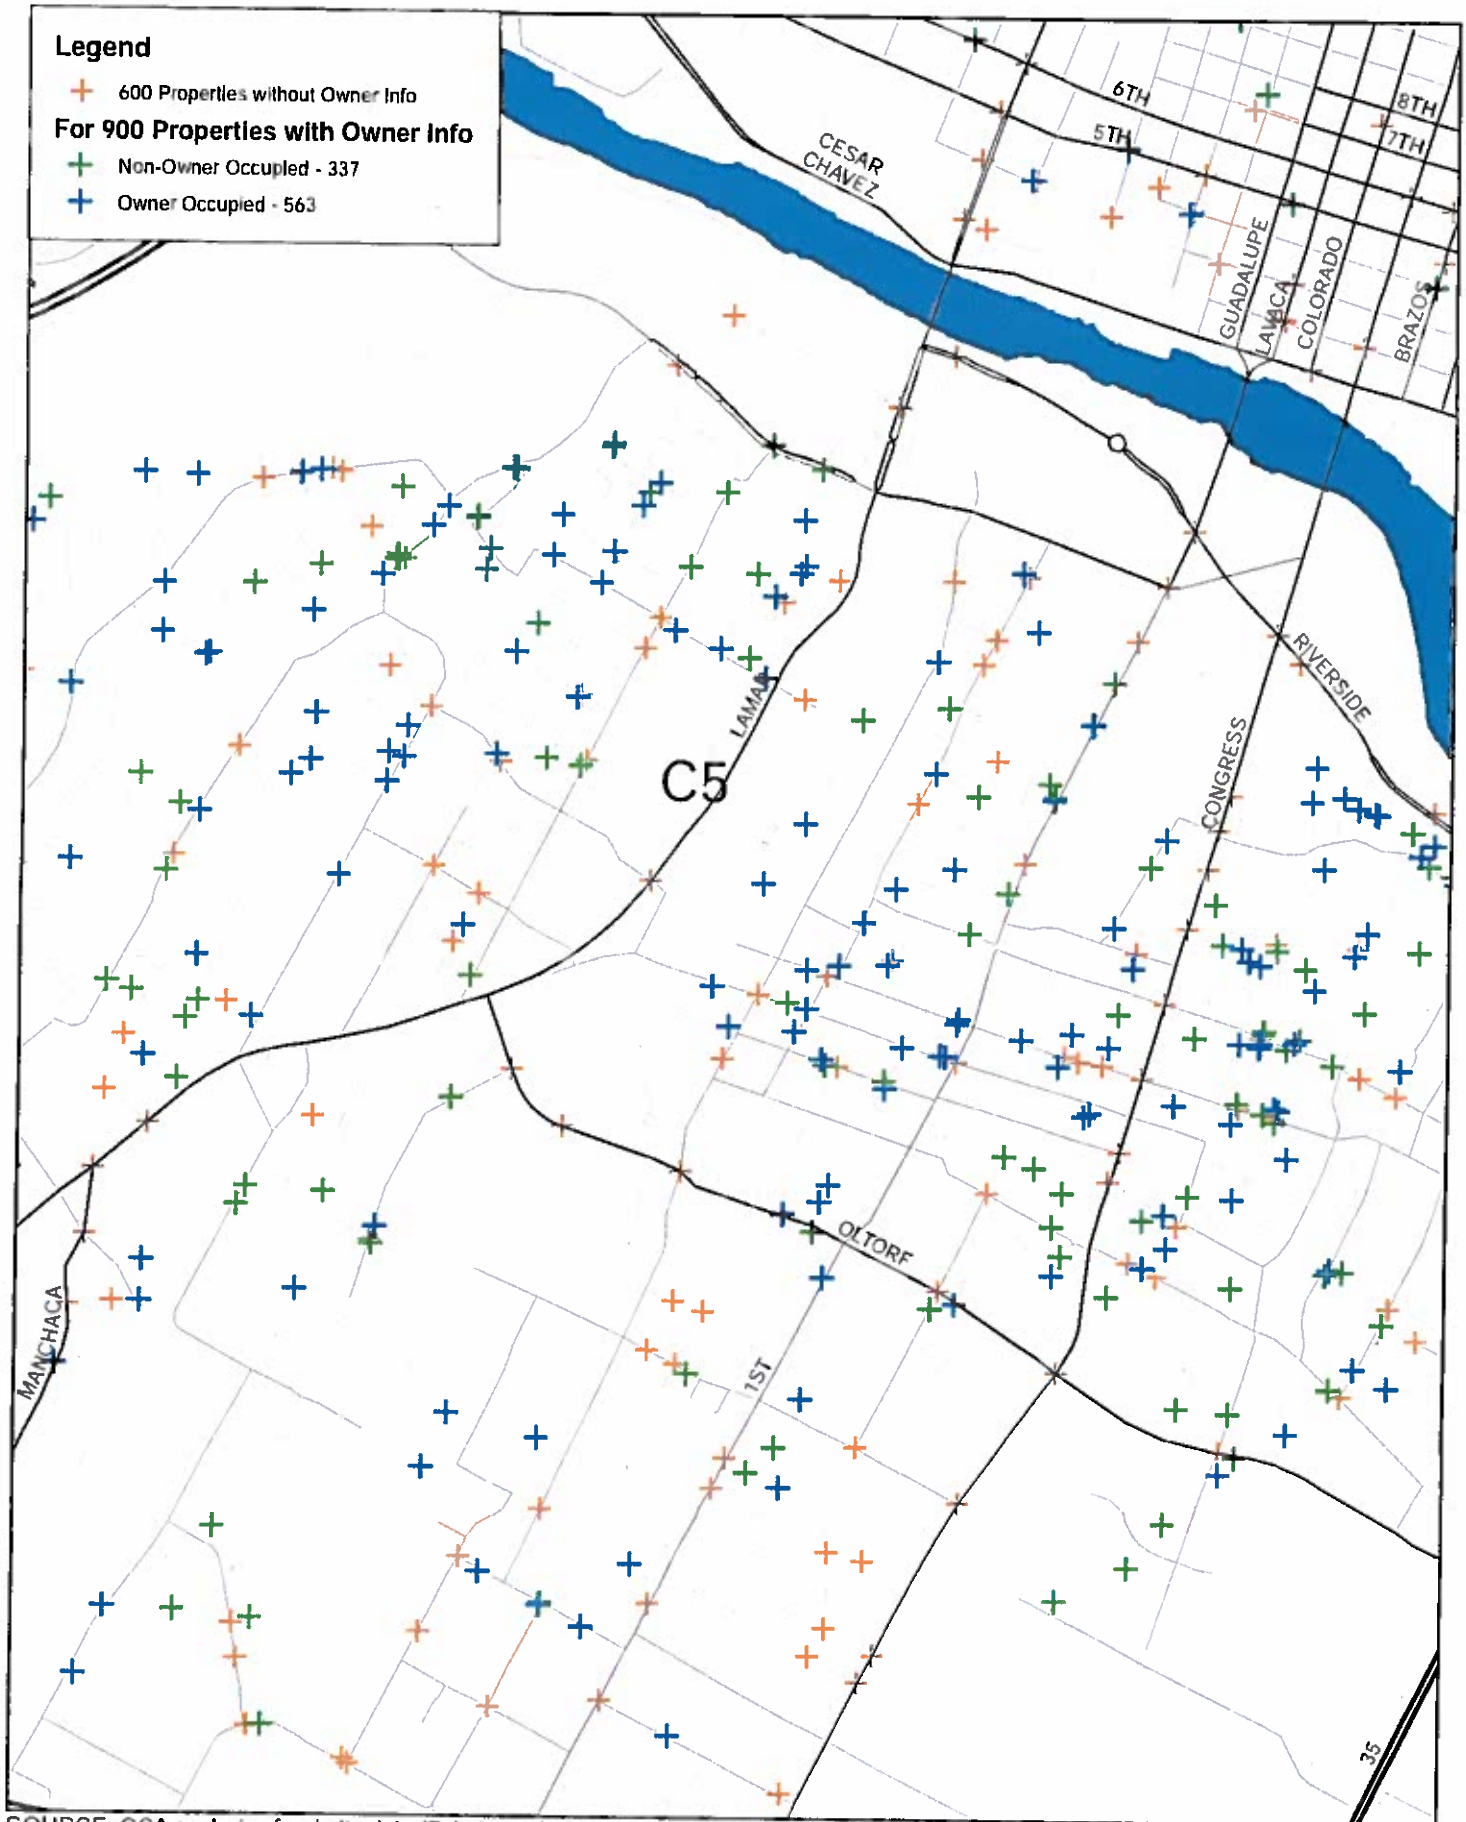 Legend
600 Properties without Owner Info
For 900 Properties with Owner Info
Non-Owner Occupied - 337
Owner Occupied - 563
6TH
8TH
5TH
7TH
CESAR
CHAVEZ
GUADALUPE
LAVACA
COLORADO
BRAZOS
RIVERSIDE
LAMAR
C5
CONGRESS
OLTORF
MANCHACA
1ST
35